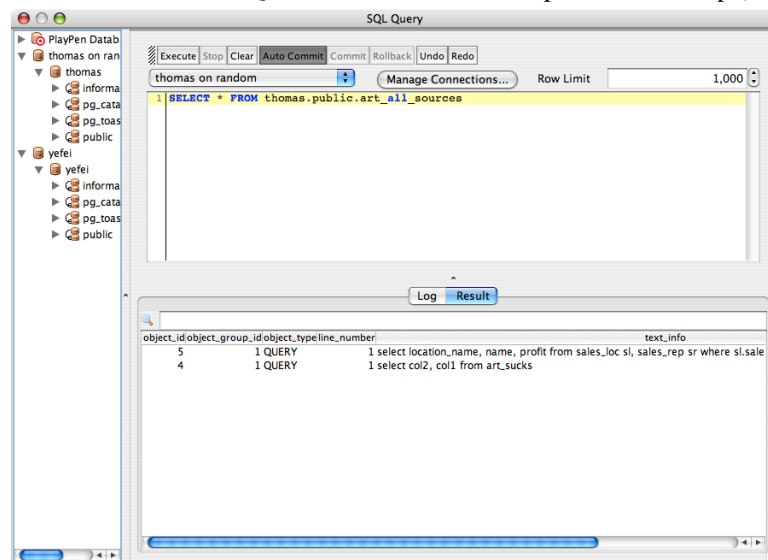 SQL Query
PlayPen Datab
thomas on ran
thomas
informa
pg_cata
pg_toas
public
yefei
yefei
informa
pg_cata
pg_toas
public
Execute Stop Clear Auto Commit Commit Rollback Undo Redo
thomas on random Manage Connections... Row Limit 1,000
1 SELECT * FROM thomas.public.art_all_sources
Log Result
object_id object_group_id object_type line_number text_info
5 1 QUERY 1 select location_name, name, profit from sales_loc sl, sales_rep sr where sl.sale
4 1 QUERY 1 select col2, col1 from art_sucks